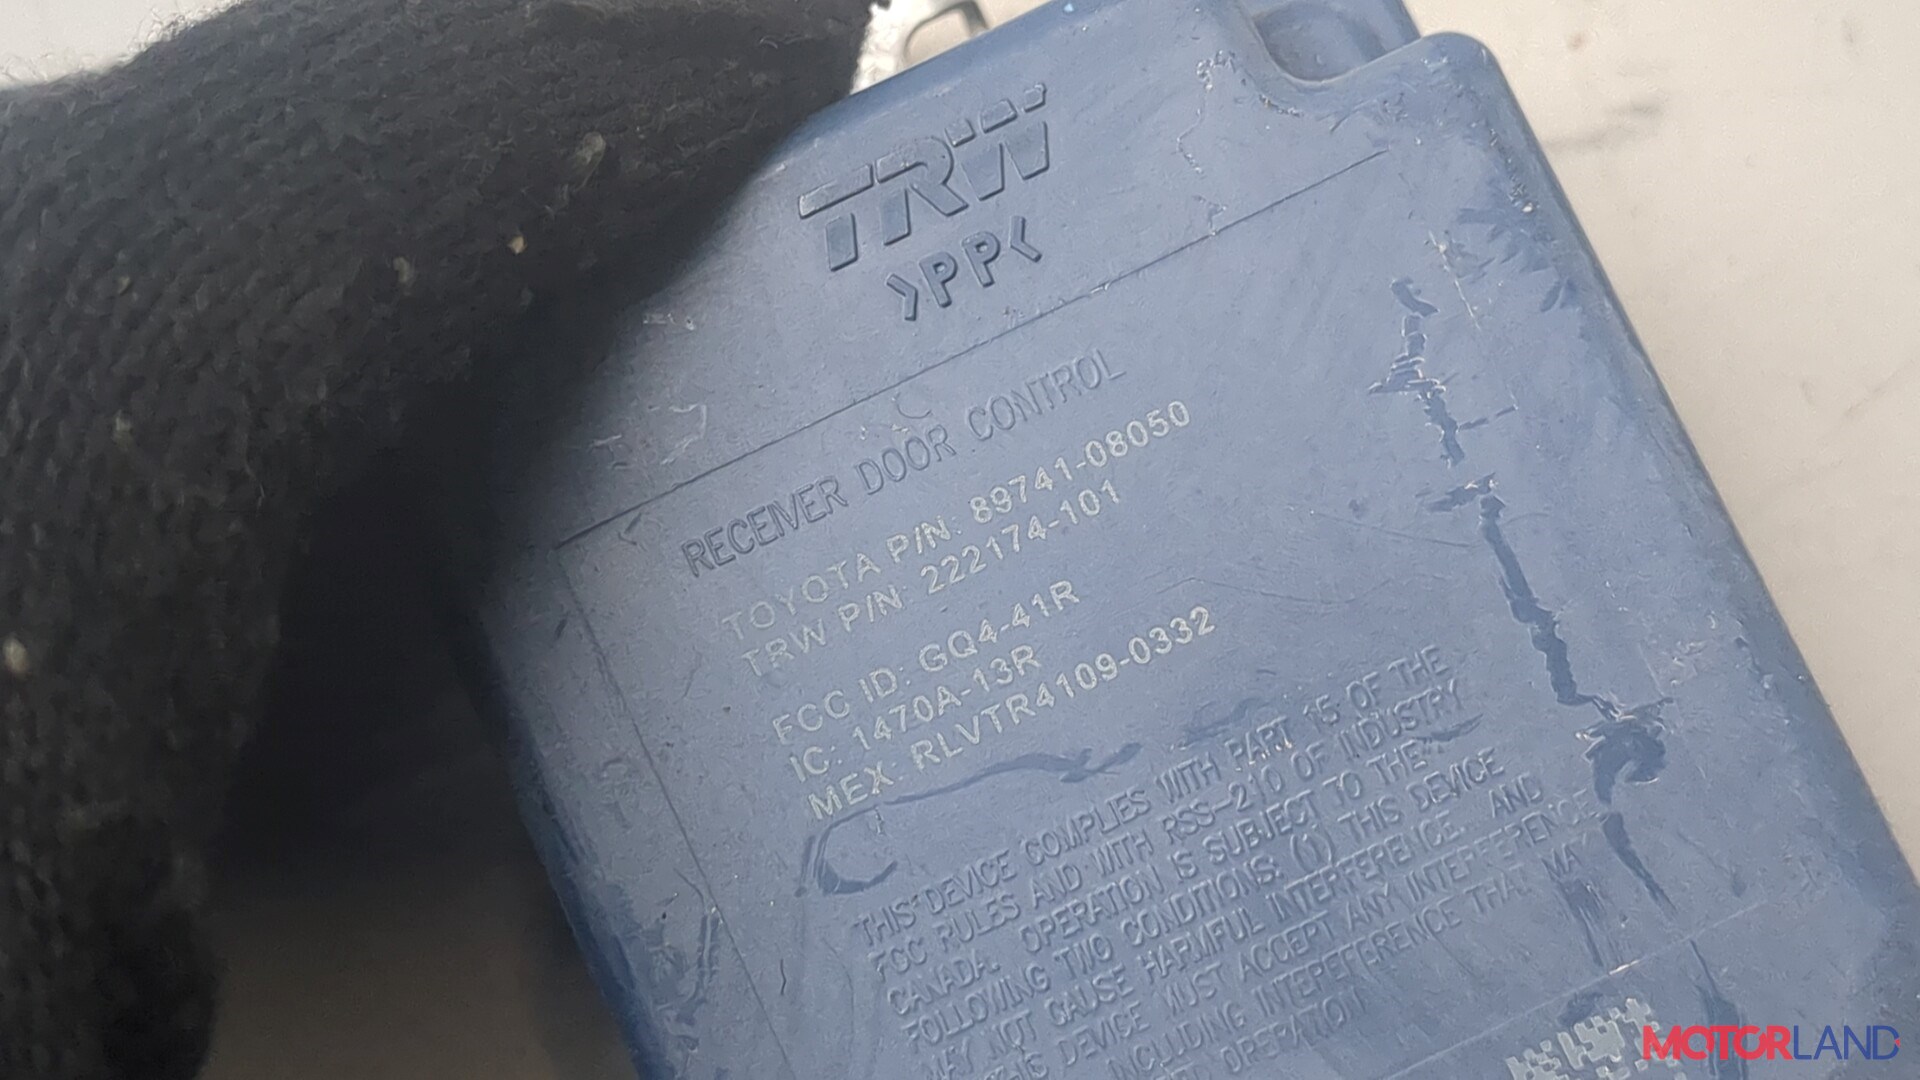 TRW
>PP<
RECEIVER DOOR CONTROL
TOYOTA P/N: 89741-08050
TRW P/N: 222174-101
FCC ID: GQ4-41R
IC: 1470A-13R
MEX: RLVTR4109-0332
THIS DEVICE COMPLIES WITH PART 15 OF THE
FCC RULES AND WITH RSS-210 OF INDUSTRY
CANADA. OPERATION IS SUBJECT TO THE
FOLLOWING TWO CONDITIONS: (1) THIS DEVICE
MAY NOT CAUSE HARMFUL INTERFERENCE, AND
THIS DEVICE MUST ACCEPT ANY INTERFERENCE
INCLUDING INTERFERENCE THAT MAY
OPERATION
MOTORLAND